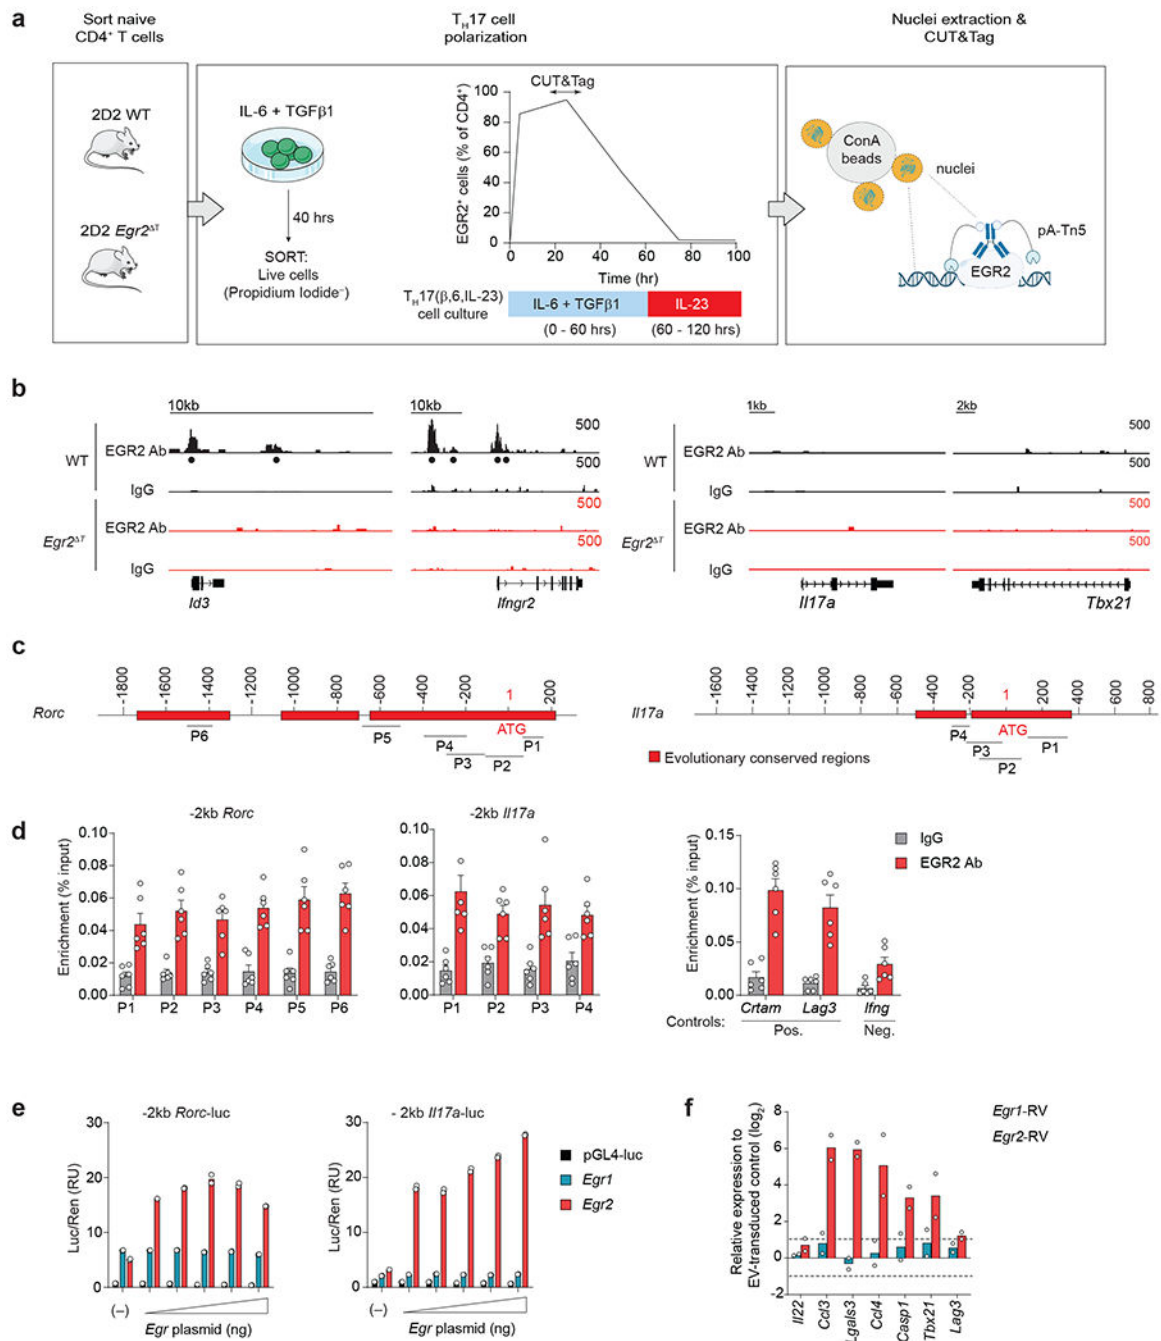 a
Sort naive
CD4⁺ T cells
T_H17 cell
polarization
Nuclei extraction &
CUT&Tag
2D2 WT
2D2 Egr2^ΔT
IL-6 + TGFβ1
40 hrs
SORT:
Live cells
(Propidium Iodide⁻)
CUT&Tag
EGR2⁺ cells (% of CD4⁺)
100
80
60
40
20
0
0 20 40 60 80 100
Time (hr)
T_H17(β,6,IL-23)
cell culture
IL-6 + TGFβ1
IL-23
(0 - 60 hrs)
(60 - 120 hrs)
ConA
beads
nuclei
pA-Tn5
EGR2
b
10kb
10kb
500
WT
EGR2 Ab
500
IgG
500
Egr2^ΔT
EGR2 Ab
500
IgG
Id3
Ifngr2
1kb
2kb
500
WT
EGR2 Ab
500
IgG
500
Egr2^ΔT
EGR2 Ab
500
IgG
Il17a
Tbx21
c
-1800 -1600 -1400 -1200 -1000 -800 -600 -400 -200 1 200
Rorc
ATG
P6 P5 P4 P3 P2 P1
-1600 -1400 -1200 -1000 -800 -600 -400 -200 1 200 400 600 800
Il17a
ATG
P4 P3 P2 P1
Evolutionary conserved regions
d
-2kb Rorc
Enrichment (% input)
0.10
0.08
0.06
0.04
0.02
0.00
P1 P2 P3 P4 P5 P6
-2kb Il17a
0.10
0.08
0.06
0.04
0.02
0.00
P1 P2 P3 P4
Enrichment (% input)
0.15
0.10
0.05
0.00
Crtam Lag3 Ifng
Controls:
Pos.
Neg.
IgG
EGR2 Ab
e
-2kb Rorc-luc
Luc/Ren (RU)
30
20
10
0
(–)
Egr plasmid (ng)
- 2kb Il17a-luc
Luc/Ren (RU)
30
20
10
0
(–)
Egr plasmid (ng)
pGL4-luc
Egr1
Egr2
f
Relative expression to
EV-transduced control (log₂)
8
6
4
2
0
-2
Il22 Ccl3 Lgals3 Ccl4 Casp1 Tbx21 Lag3
Egr1-RV
Egr2-RV